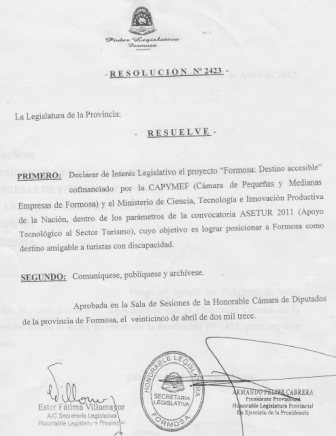 Poder Legislativo
Formosa
- RESOLUCION Nº 2423 -
La Legislatura de la Provincia:
- RESUELVE -
PRIMERO: Declarar de Interés Legislativo el proyecto "Formosa: Destino accesible"
cofinanciado por la CAPYMEF (Cámara de Pequeñas y Medianas
Empresas de Formosa) y el Ministerio de Ciencia, Tecnología e Innovación Productiva
de la Nación, dentro de los parámetros de la convocatoria ASETUR 2011 (Apoyo
Tecnológico al Sector Turismo), cuyo objetivo es lograr posicionar a Formosa como
destino amigable a turistas con discapacidad.
SEGUNDO: Comuníquese, publíquese y archívese.
Aprobada en la Sala de Sesiones de la Honorable Cámara de Diputados
de la provincia de Formosa, el veinticinco de abril de dos mil trece.
Ester Fátima Villamayor
A/C Secretaría Legislativa
Honorable Legislatura Provincial
HONORABLE LEGISLATURA
SECRETARIA
LEGISLATIVA
FORMOSA
ARMANDO FELIPE CABRERA
Presidente Provisional
Honorable Legislatura Provincial
En Ejercicio de la Presidencia